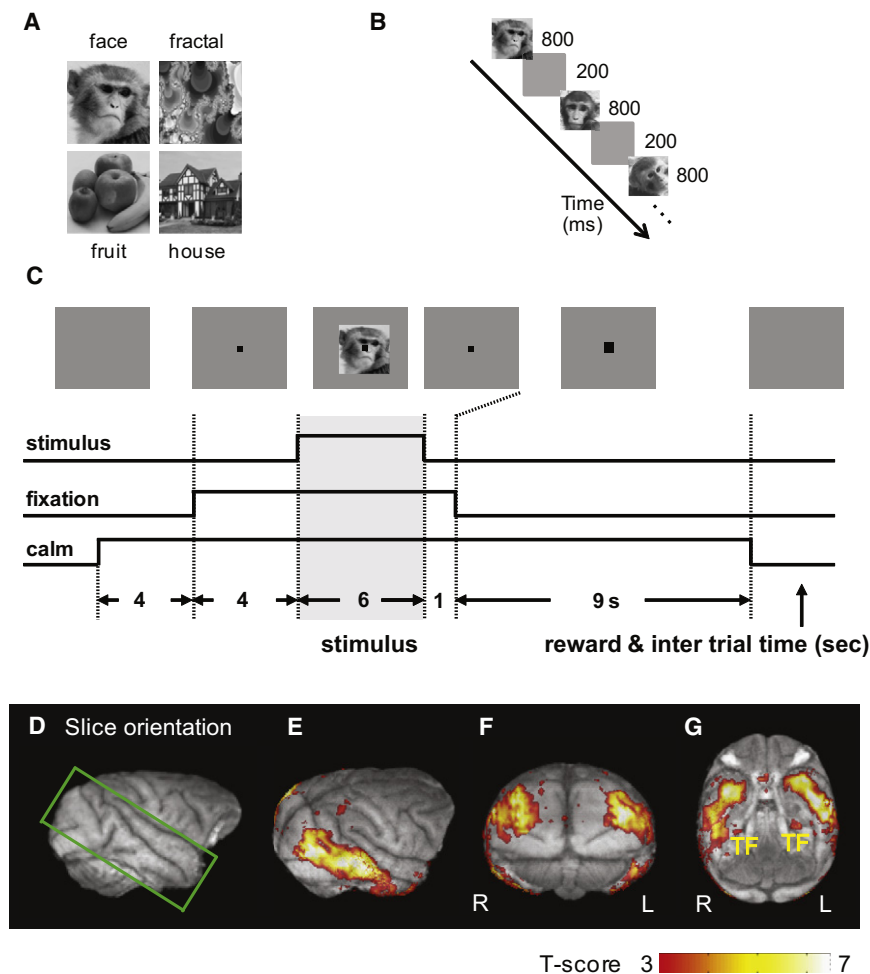 A
face fractal
fruit house
B
800
200
800
200
800
Time
(ms)
C
stimulus
fixation
calm
4 4 6 1 9 s
stimulus reward & inter trial time (sec)
D Slice orientation E F G
TF TF
R L R L
T-score 3 7